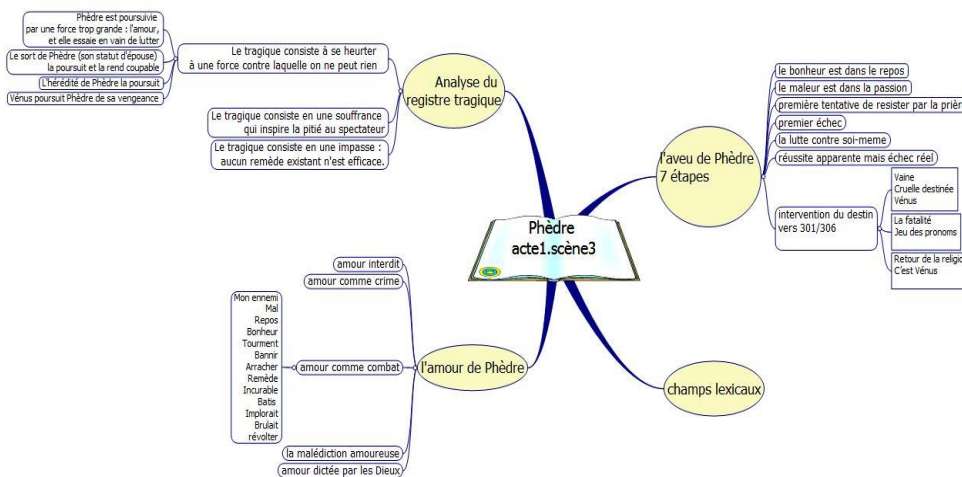 Phèdre
acte1.scène3
Analyse du
registre tragique
Le tragique consiste à se heurter
à une force contre laquelle on ne peut rien
Phèdre est poursuivie
par une force trop grande : l'amour,
et elle essaie en vain de lutter
Le sort de Phèdre (son statut d'épouse)
la poursuit et la rend coupable
L'hérédité de Phèdre la poursuit
Vénus poursuit Phèdre de sa vengeance
Le tragique consiste en une souffrance
qui inspire la pitié au spectateur
Le tragique consiste en une impasse :
aucun remède existant n'est efficace.
l'aveu de Phèdre
7 étapes
le bonheur est dans le repos
le maleur est dans la passion
première tentative de resister par la prièr
premier échec
la lutte contre soi-meme
réussite apparente mais échec réel
intervention du destin
vers 301/306
Vaine
Cruelle destinée
Vénus
La fatalité
Jeu des pronoms
Retour de la religio
C'est Vénus
champs lexicaux
l'amour de Phèdre
amour interdit
amour comme crime
amour comme combat
Mon ennemi
Mal
Repos
Bonheur
Tourment
Bannir
Arracher
Remède
Incurable
Batis
Implorait
Brulait
révolter
la malédiction amoureuse
amour dictée par les Dieux